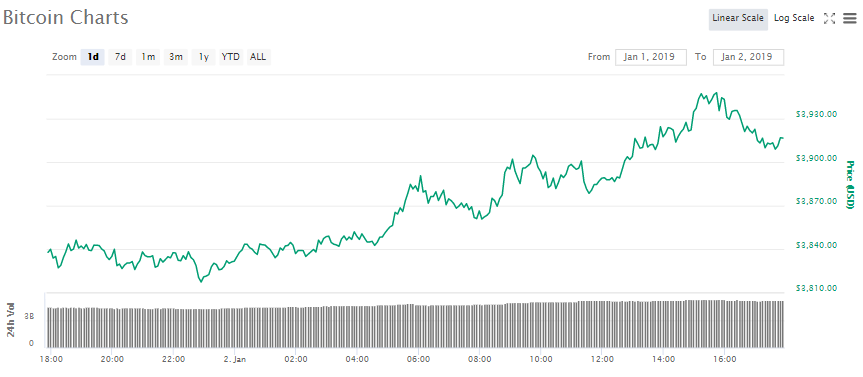 Bitcoin Charts
Linear Scale Log Scale
Zoom 1d 7d 1m 3m 1y YTD ALL From Jan 1, 2019 To Jan 2, 2019
$3,930.00
$3,900.00
$3,870.00
$3,840.00
$3,810.00
Price (USD)
24h Vol
3B
0
18:00 20:00 22:00 2. Jan 02:00 04:00 06:00 08:00 10:00 12:00 14:00 16:00